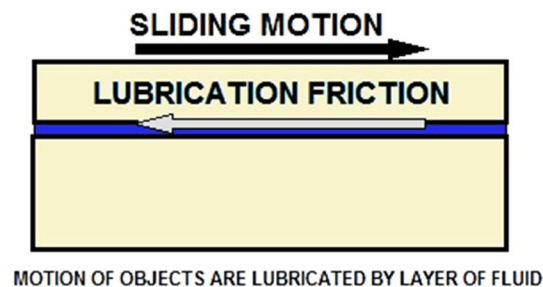 SLIDING MOTION
LUBRICATION FRICTION
MOTION OF OBJECTS ARE LUBRICATED BY LAYER OF FLUID